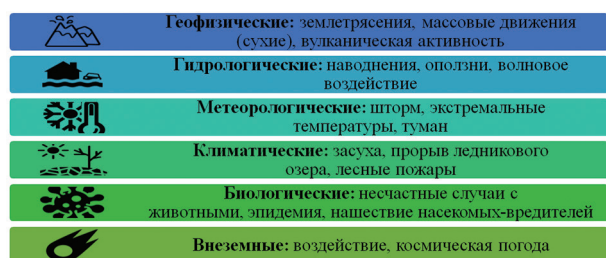 Геофизические: землетрясения, массовые движения
(сухие), вулканическая активность
Гидрологические: наводнения, оползни, волновое
воздействие
Метеорологические: шторм, экстремальные
температуры, туман
Климатические: засуха, прорыв ледникового
озера, лесные пожары
Биологические: несчастные случаи с
животными, эпидемия, нашествие насекомых-вредителей
Внеземные: воздействие, космическая погода